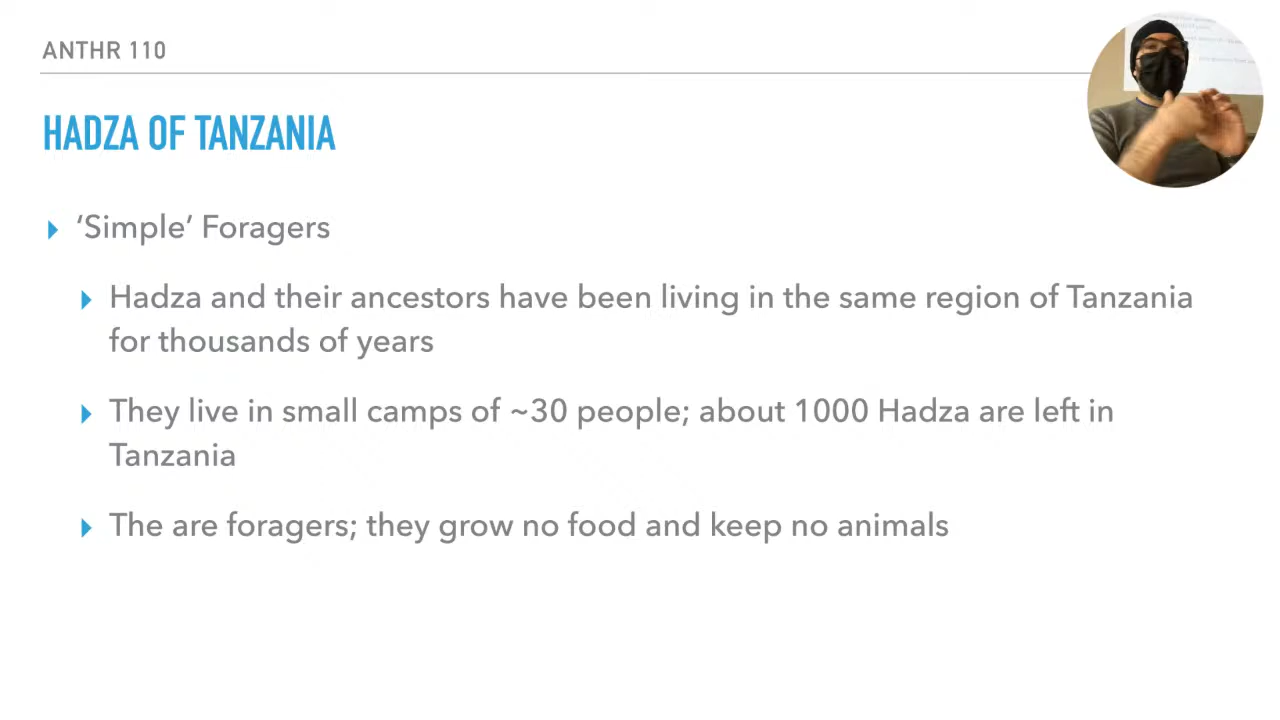 ANTHR 110
HADZA OF TANZANIA
‘Simple’ Foragers
Hadza and their ancestors have been living in the same region of Tanzania
for thousands of years
They live in small camps of ~30 people; about 1000 Hadza are left in
Tanzania
The are foragers; they grow no food and keep no animals